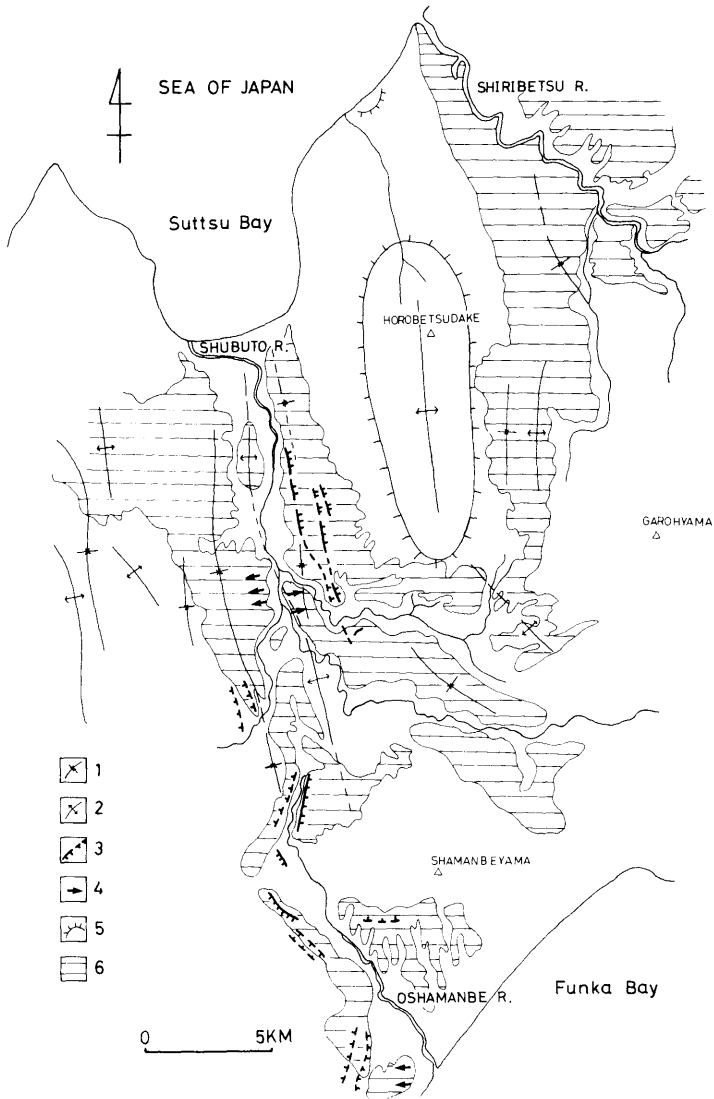 SHIRIBETSU R.
SEA OF JAPAN
Suttsu Bay
HOROBETSUDAKE
SHUBUTO R.
GAROHYAMA
1
2
3
4
5
6
SHAMANBEYAMA
OSHAMANBE R.
Funka Bay
0 5KM